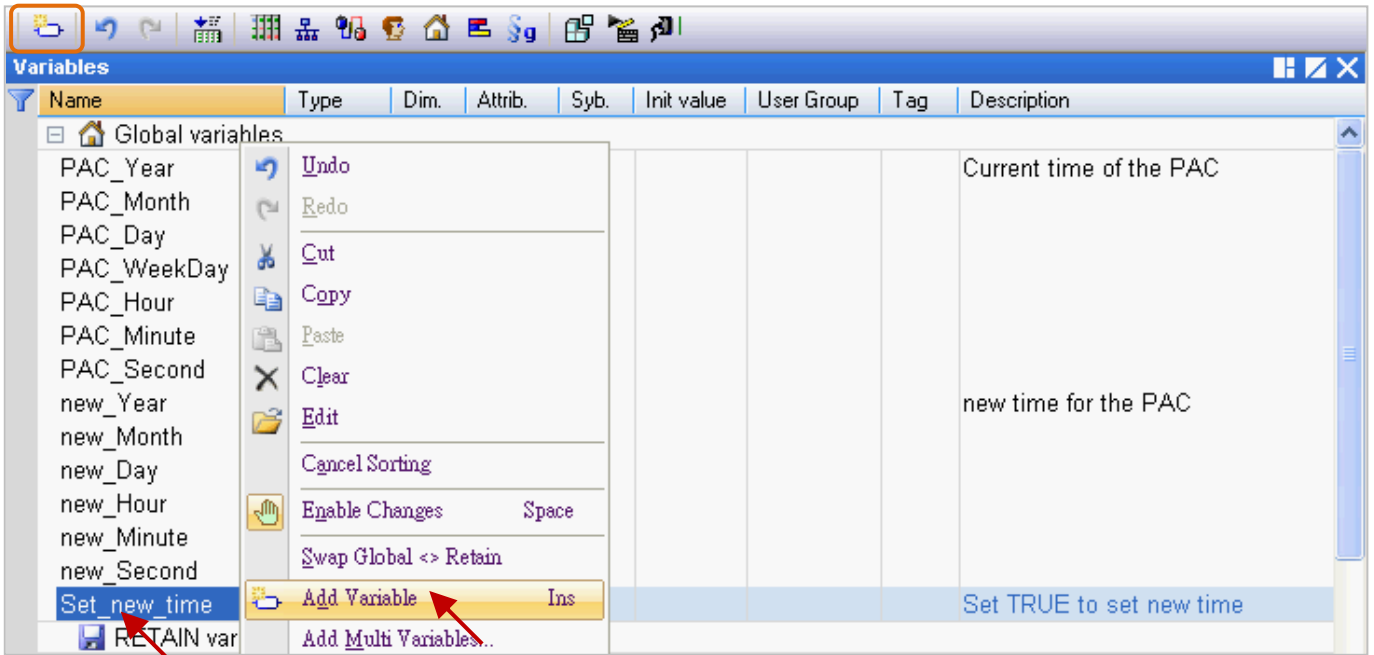 §g
Variables
Name Type Dim. Attrib. Syb. Init value User Group Tag Description
Global variables
PAC_Year
Current time of the PAC
PAC_Month
PAC_Day
PAC_WeekDay
PAC_Hour
PAC_Minute
PAC_Second
new_Year
new time for the PAC
new_Month
new_Day
new_Hour
new_Minute
new_Second
Set_new_time
Set TRUE to set new time
RETAIN var
Undo
Redo
Cut
Copy
Paste
Clear
Edit
Cancel Sorting
Enable Changes Space
Swap Global <> Retain
Add Variable Ins
Add Multi Variables...